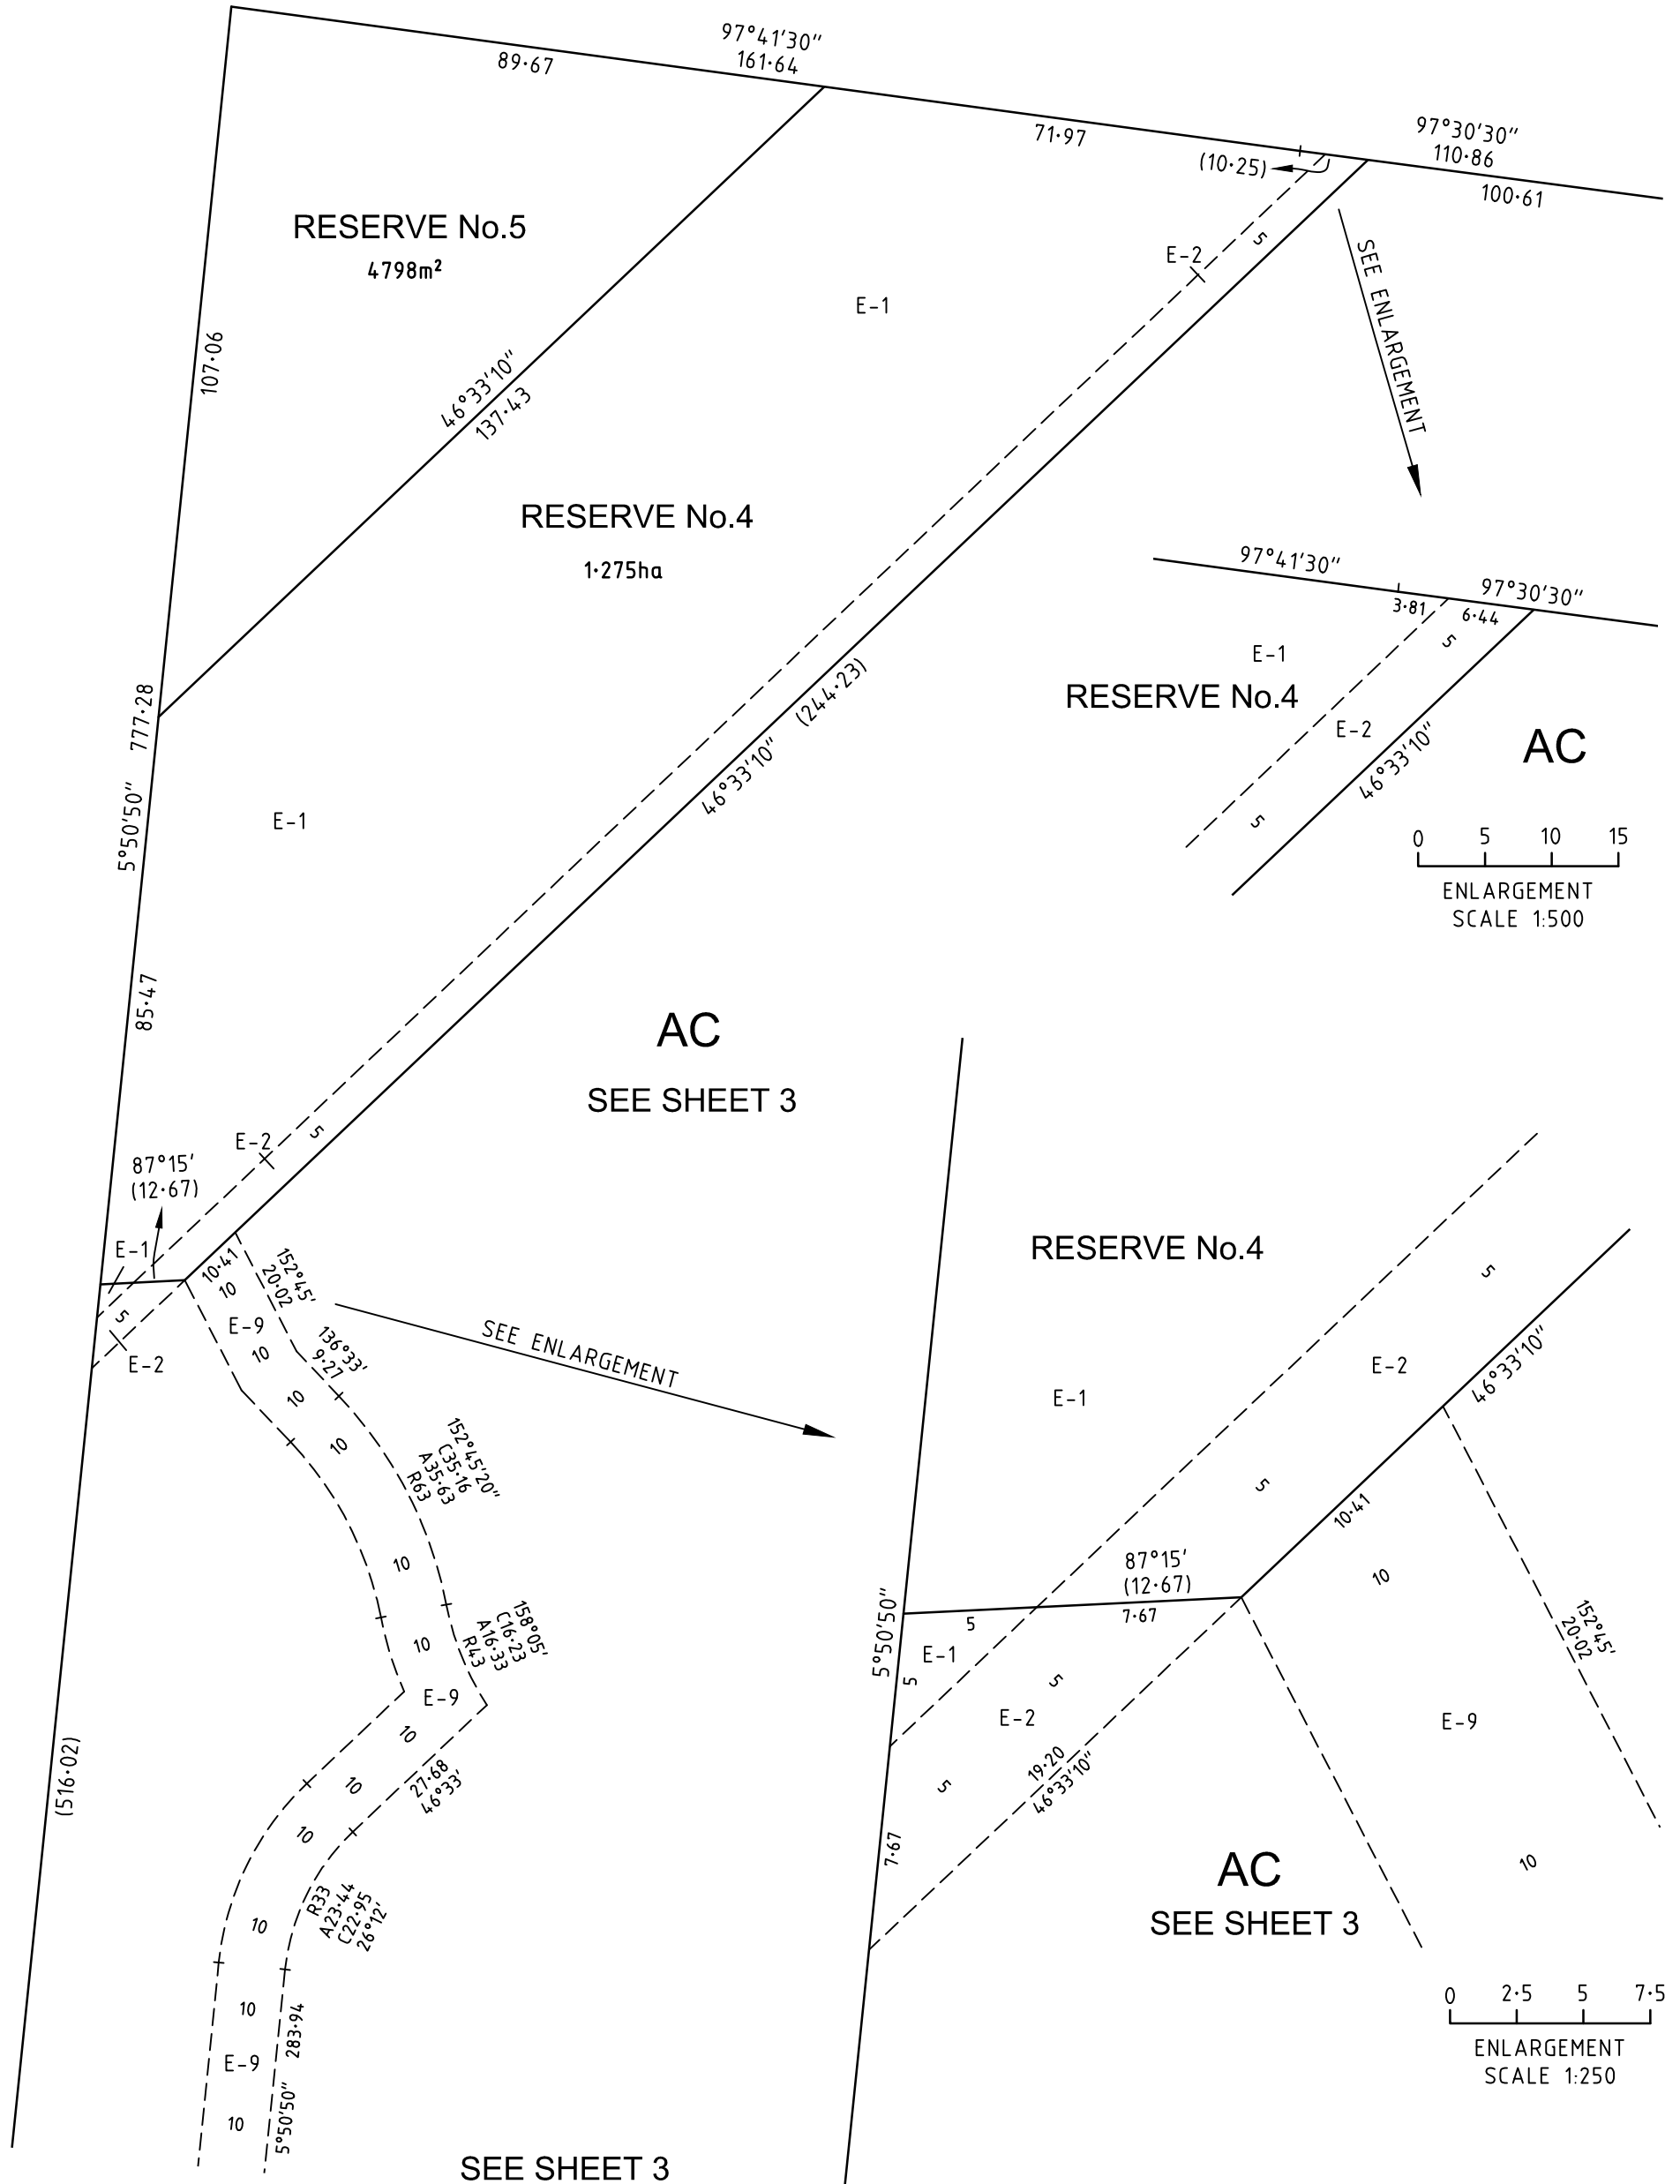 97°41'30"
161·64
89·67
71·97
97°30'30"
110·86
(10·25)
100·61
RESERVE No.5
4798m²
E-2
5
E-1
SEE ENLARGEMENT
107·06
46°33'10"
137·43
RESERVE No.4
1·275ha
97°41'30"
97°30'30"
3·81
6·44
5
E-1
RESERVE No.4
E-2
AC
46°33'10"
5
0 5 10 15
ENLARGEMENT
SCALE 1:500
777·28
5°50'50"
(244·23)
46°33'10"
E-1
85·47
AC
SEE SHEET 3
E-2
5
87°15'
(12·67)
E-1
10·41
10
152°45'
20·02
5
E-9
E-2
10
136°33'
9·27
SEE ENLARGEMENT
10
10
152°45'20"
C35·16
A35·63
R63
10
158°05'
C16·23
A16·33
R43
10
E-9
10
27·68
46°33'
10
10
R33
A23·44
C22·95
26°12'
10
(516·02)
10
283·94
E-9
5°50'50"
10
SEE SHEET 3
RESERVE No.4
5
E-2
46°33'10"
E-1
5
10·41
87°15'
(12·67)
5
7·67
10
5°50'50"
E-1
5
5
152°45'
20·02
E-2
E-9
19·20
46°33'10"
5
7·67
10
AC
SEE SHEET 3
0 2·5 5 7·5
ENLARGEMENT
SCALE 1:250